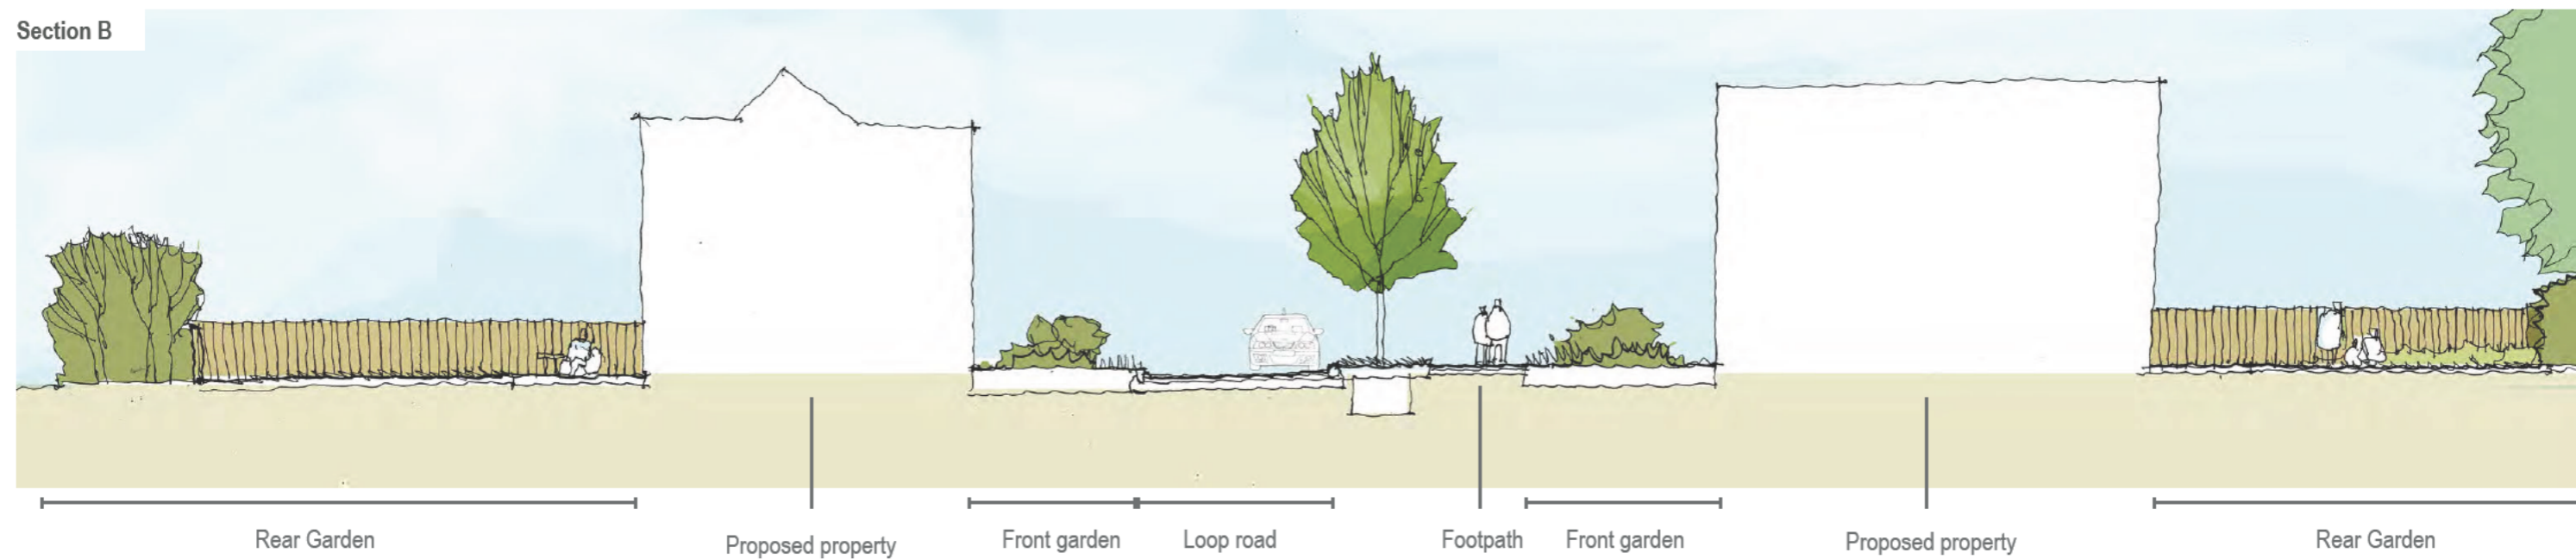 Section B
Rear Garden
Proposed property
Front garden
Loop road
Footpath
Front garden
Proposed property
Rear Garden